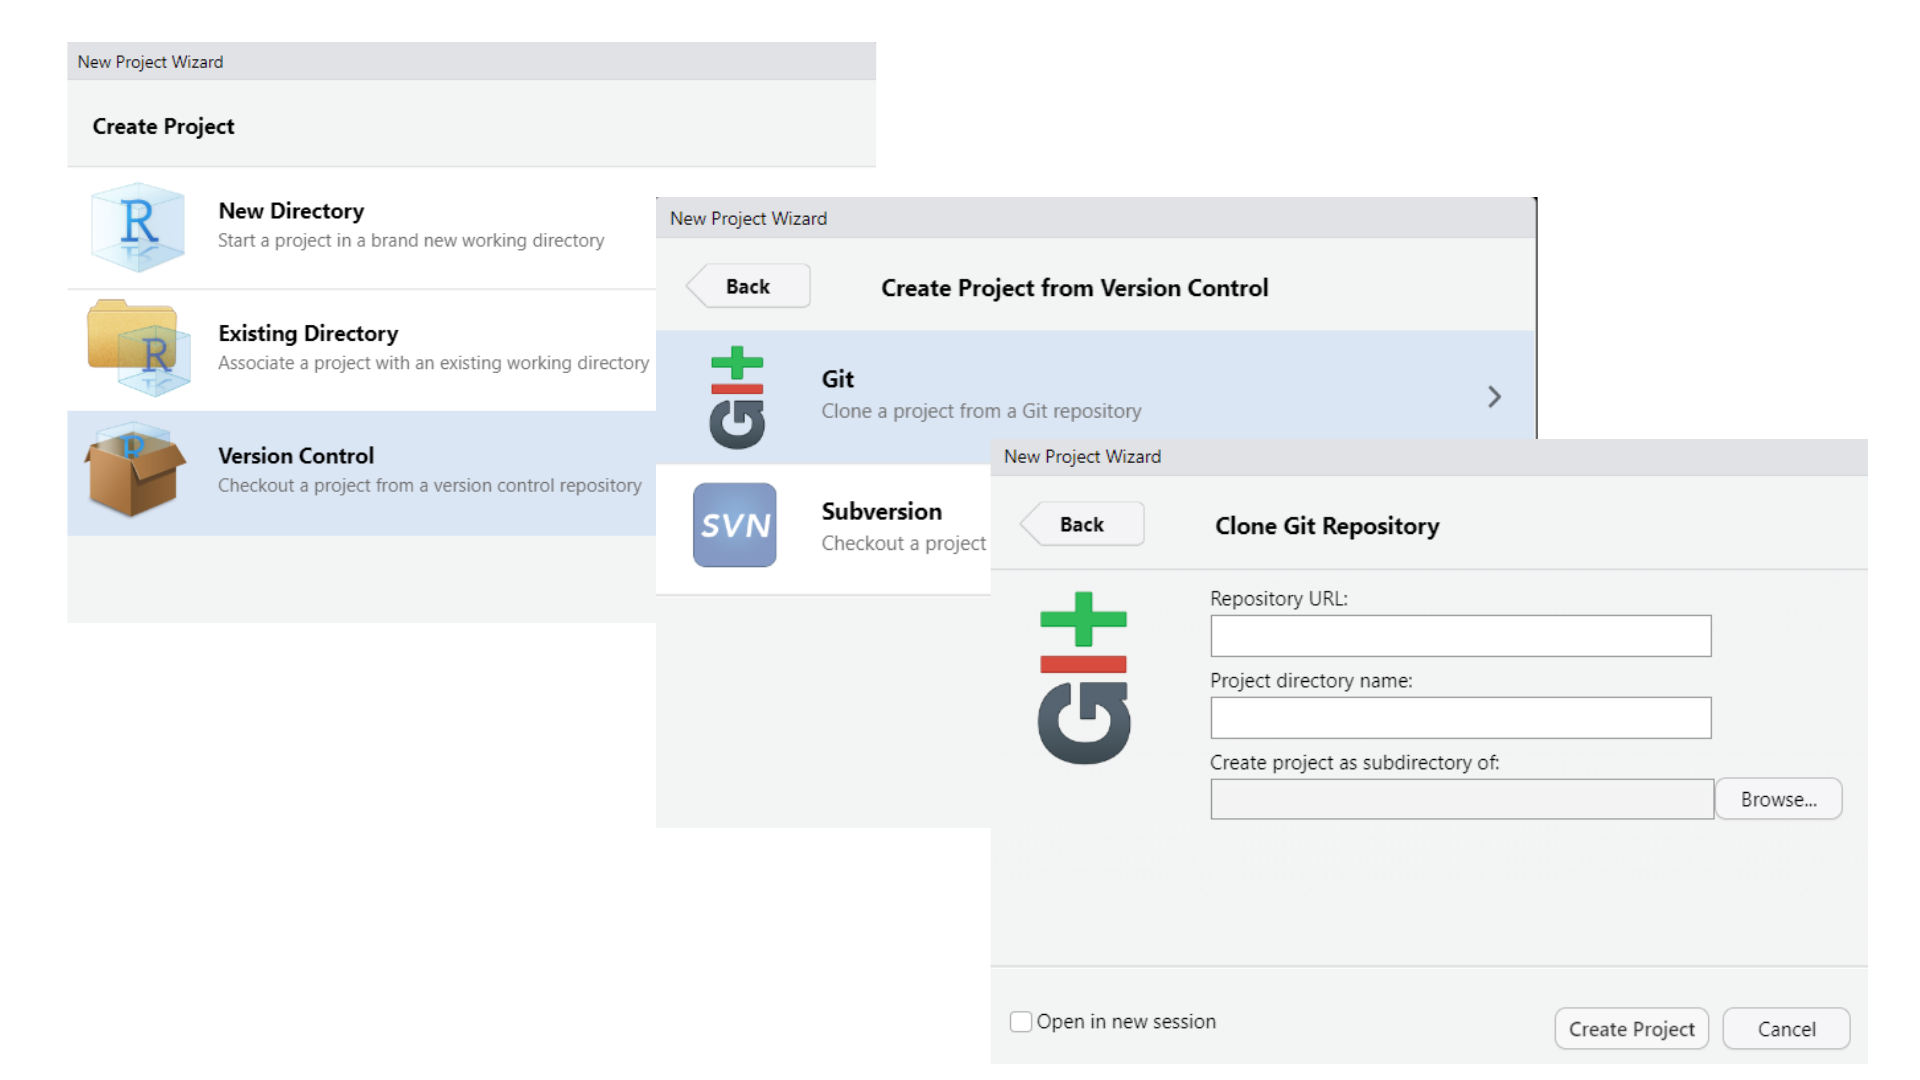 New Project Wizard
Create Project
R
New Directory
Start a project in a brand new working directory
R
Existing Directory
Associate a project with an existing working directory
R
Version Control
Checkout a project from a version control repository
New Project Wizard
Back
Create Project from Version Control
GIt
Git
Clone a project from a Git repository
SVN
Subversion
Checkout a project
New Project Wizard
Back
Clone Git Repository
GIt
Repository URL:
Project directory name:
Create project as subdirectory of:
Browse...
Open in new session
Create Project
Cancel